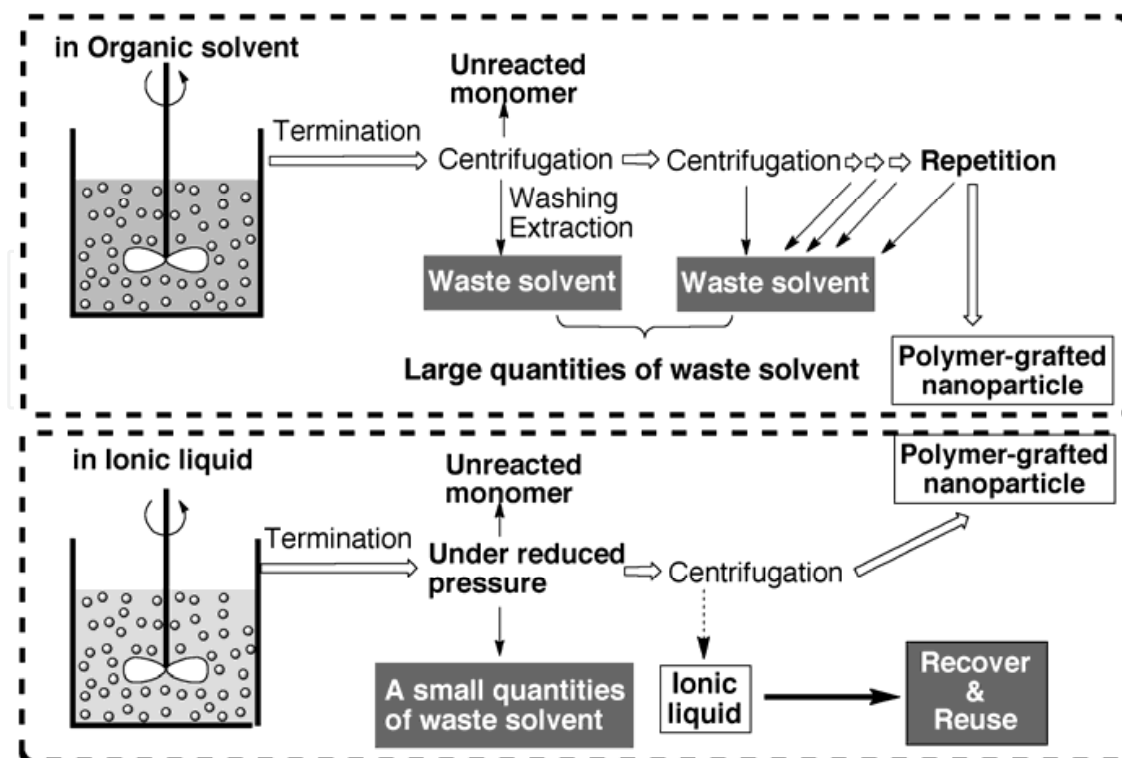 in Organic solvent
Unreacted
monomer
Termination
Centrifugation
Centrifugation
Repetition
Washing
Extraction
Waste solvent
Waste solvent
Large quantities of waste solvent
Polymer-grafted
nanoparticle
in Ionic liquid
Unreacted
monomer
Polymer-grafted
nanoparticle
Termination
Under reduced
pressure
Centrifugation
A small quantities
of waste solvent
Ionic
liquid
Recover
&
Reuse